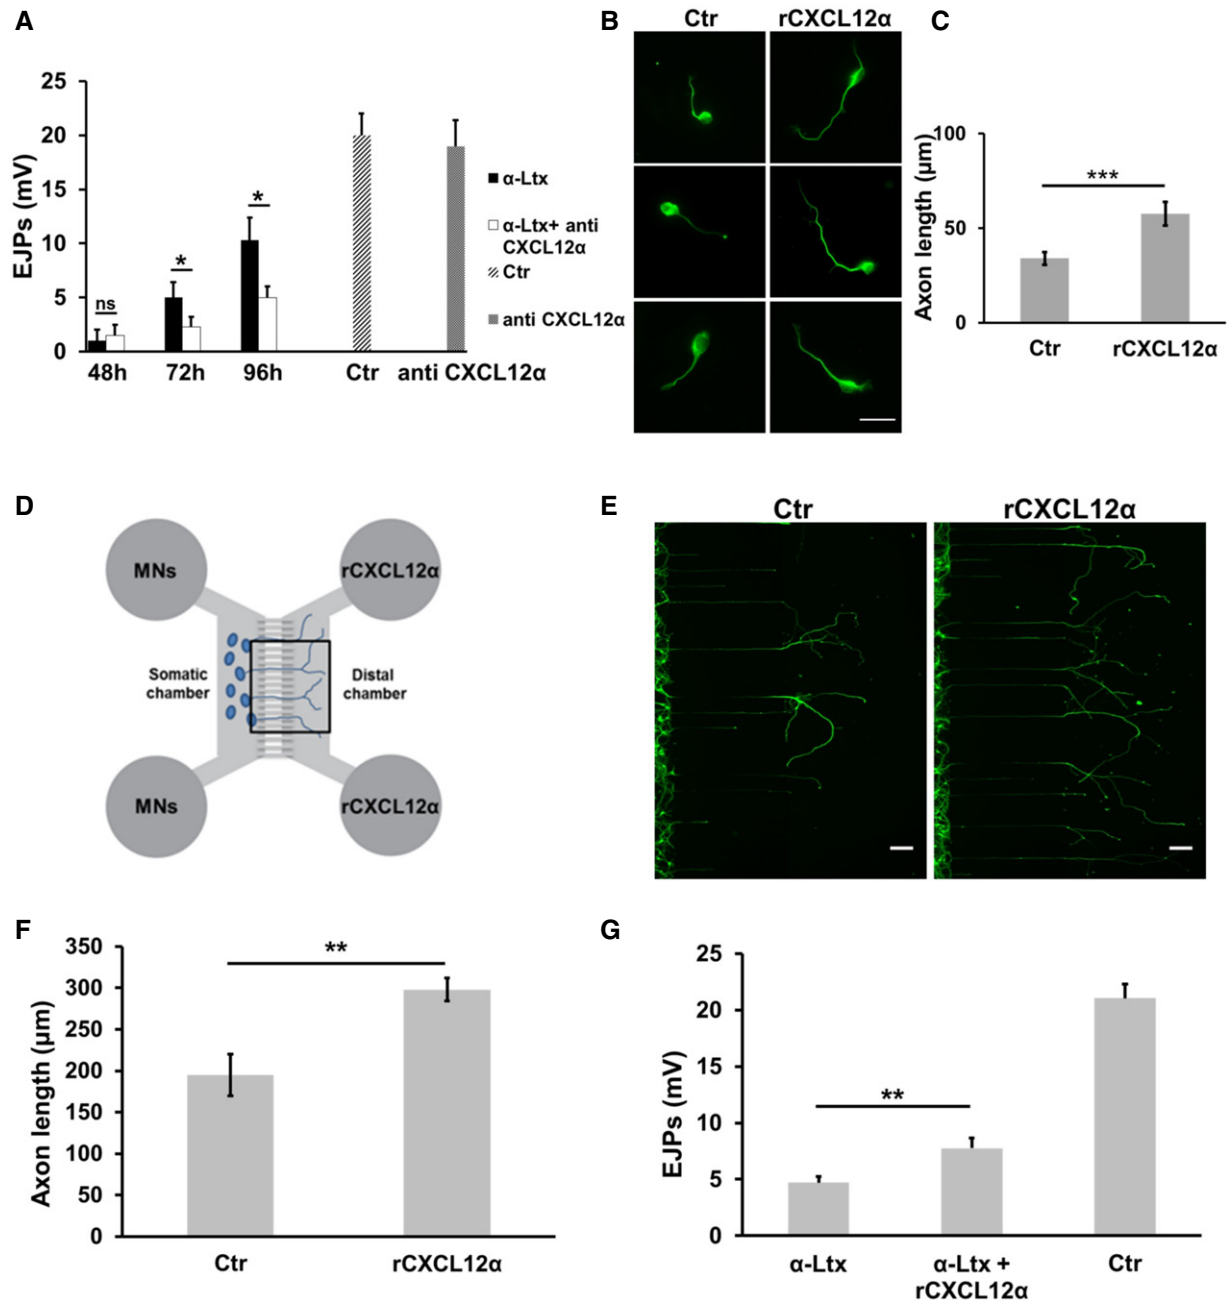 A
25
20
15
10
5
0
EJPs (mV)
ns
*
*
48h
72h
96h
Ctr
anti CXCL12α
α-Ltx
α-Ltx+ anti
CXCL12α
Ctr
anti CXCL12α
B
Ctr
rCXCL12α
C
100
50
0
Axon length (μm)
***
Ctr
rCXCL12α
D
MNs
rCXCL12α
Somatic
chamber
Distal
chamber
MNs
rCXCL12α
E
Ctr
rCXCL12α
F
350
300
250
200
150
100
50
0
Axon length (μm)
**
Ctr
rCXCL12α
G
25
20
15
10
5
0
EJPs (mV)
**
α-Ltx
α-Ltx +
rCXCL12α
Ctr